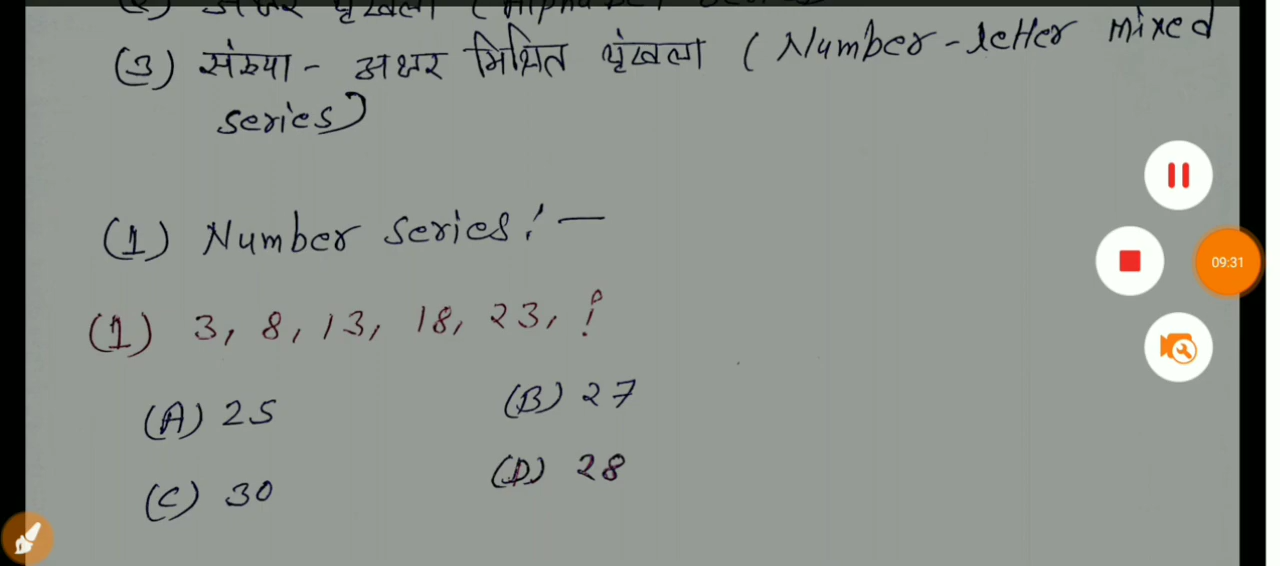 (3) संख्या - अक्षर मिश्रित श्रृंखला ( Number - letter mixed
series)
(1) Number series : —
(1) 3, 8, 13, 18, 23, ?
(A) 25 (B) 27
(C) 30 (D) 28
09:31